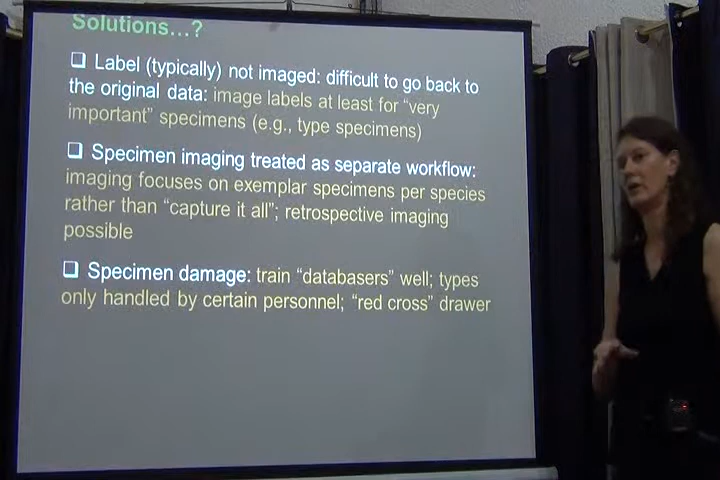 Solutions…?
❑ Label (typically) not imaged: difficult to go back to
the original data: image labels at least for “very
important” specimens (e.g., type specimens)
❑ Specimen imaging treated as separate workflow:
imaging focuses on exemplar specimens per species
rather than “capture it all”; retrospective imaging
possible
❑ Specimen damage: train “databasers” well; types
only handled by certain personnel; “red cross” drawer